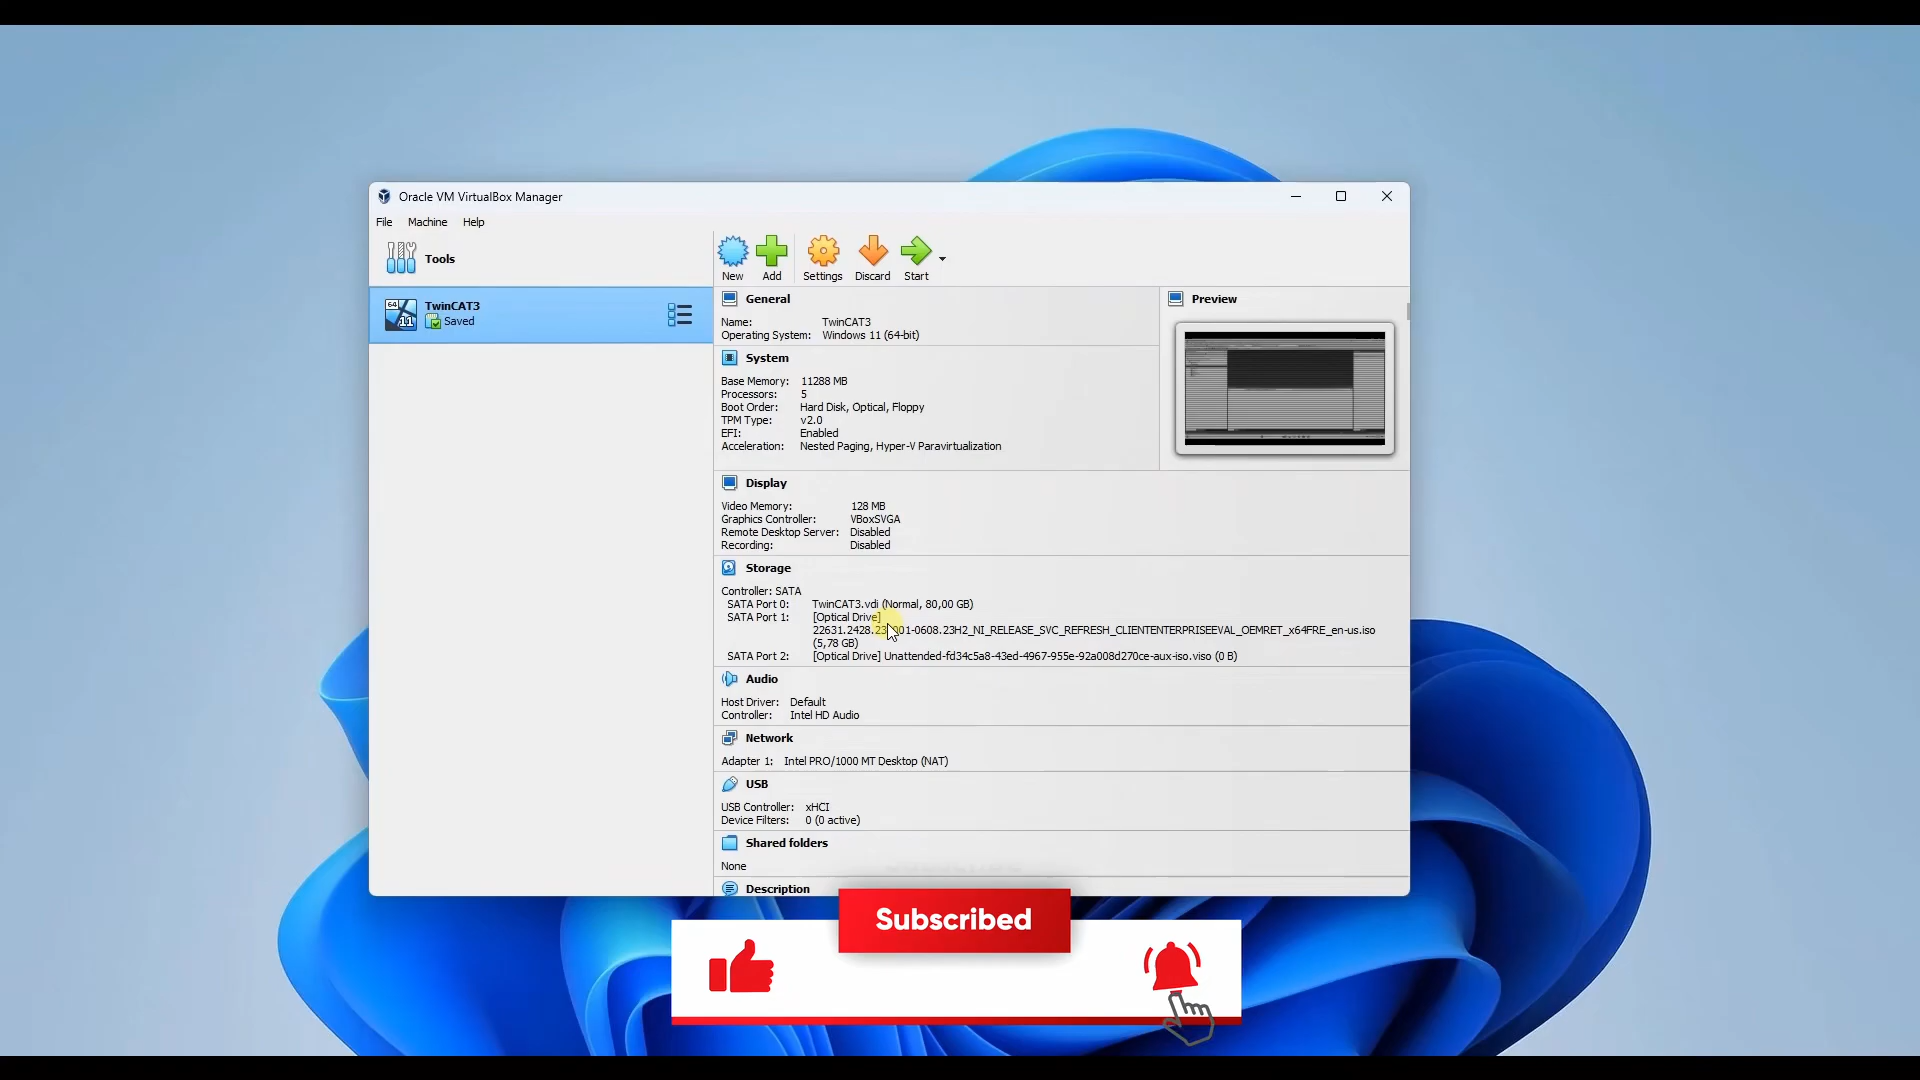 Oracle VM VirtualBox Manager
File Machine Help
Tools
New Add Settings Discard Start
64
11
TwinCAT3
Saved
General
Name: TwinCAT3
Operating System: Windows 11 (64-bit)
Preview
System
Base Memory: 11288 MB
Processors: 5
Boot Order: Hard Disk, Optical, Floppy
TPM Type: v2.0
EFI: Enabled
Acceleration: Nested Paging, Hyper-V Paravirtualization
Display
Video Memory: 128 MB
Graphics Controller: VBoxSVGA
Remote Desktop Server: Disabled
Recording: Disabled
Storage
Controller: SATA
SATA Port 0: TwinCAT3.vdi (Normal, 80,00 GB)
SATA Port 1: [Optical Drive]
(5,78 GB)
SATA Port 2: [Optical Drive] Unattended-fd34c5a8-43ed-4967-955e-92a008d270ce-aux-iso.viso (0 B)
Audio
Host Driver: Default
Controller: Intel HD Audio
Network
Adapter 1: Intel PRO/1000 MT Desktop (NAT)
USB
USB Controller: xHCI
Device Filters: 0 (0 active)
Shared folders
None
Description
Subscribed